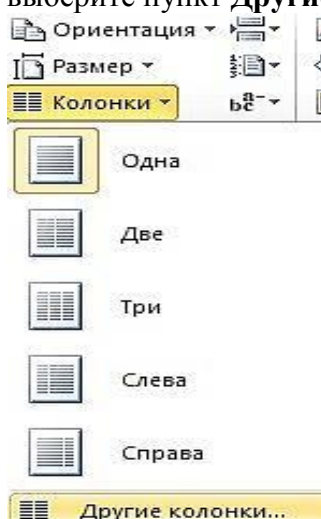 выберите пункт Други
Ориентация
Размер
Колонки
Одна
Две
Три
Слева
Справа
Другие колонки...